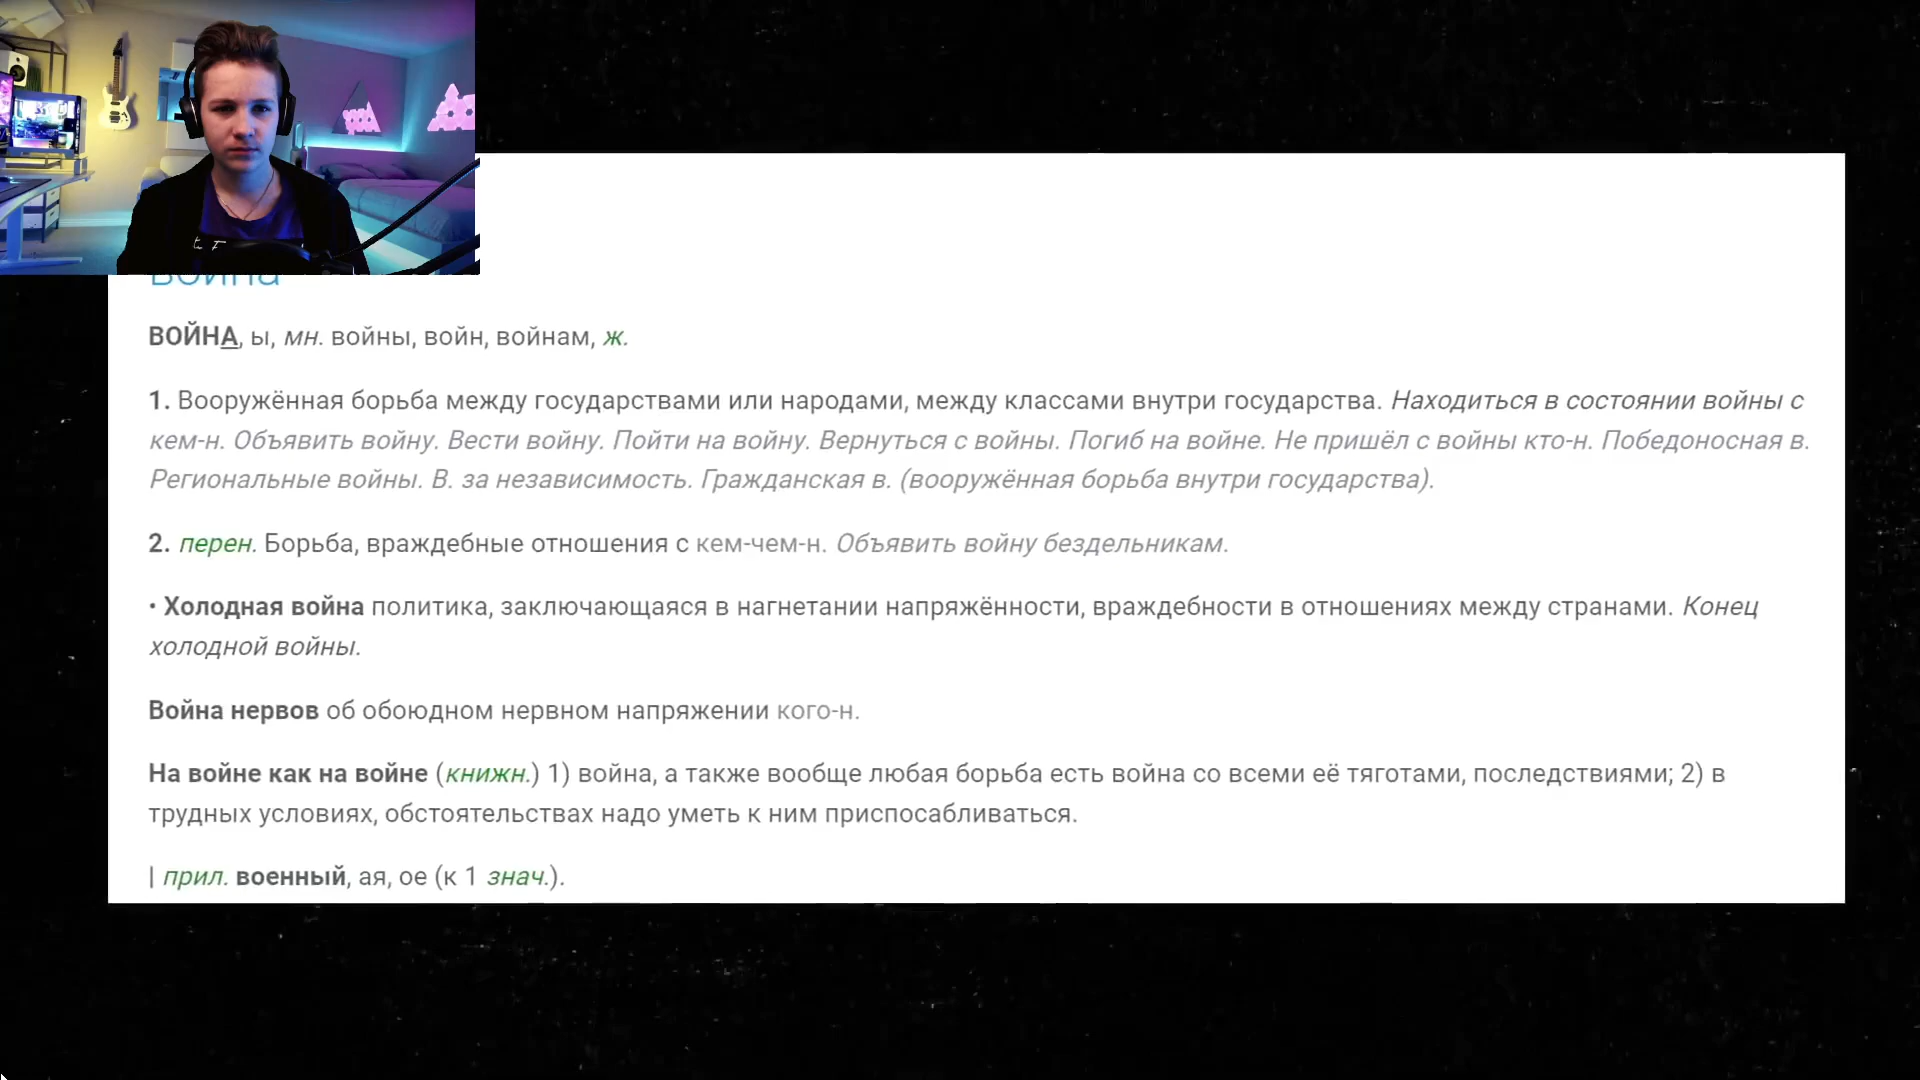 Война
ВОЙНА, ы, мн. войны, войн, войнам, ж.
1. Вооружённая борьба между государствами или народами, между классами внутри государства. Находиться в состоянии войны с
кем-н. Объявить войну. Вести войну. Пойти на войну. Вернуться с войны. Погиб на войне. Не пришёл с войны кто-н. Победоносная в.
Региональные войны. В. за независимость. Гражданская в. (вооружённая борьба внутри государства).
2. перен. Борьба, враждебные отношения с кем-чем-н. Объявить войну бездельникам.
• Холодная война политика, заключающаяся в нагнетании напряжённости, враждебности в отношениях между странами. Конец
холодной войны.
Война нервов об обоюдном нервном напряжении кого-н.
На войне как на войне (книжн.) 1) война, а также вообще любая борьба есть война со всеми её тяготами, последствиями; 2) в
трудных условиях, обстоятельствах надо уметь к ним приспосабливаться.
| прил. военный, ая, ое (к 1 знач.).